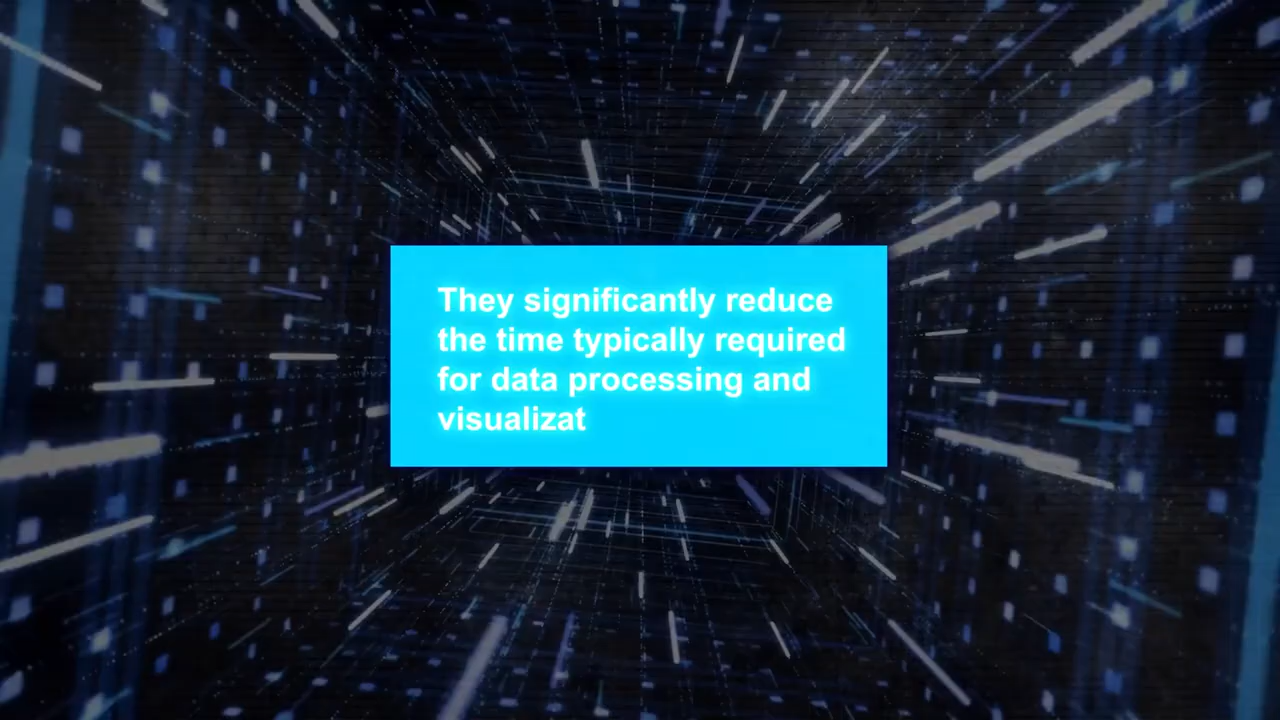 They significantly reduce
the time typically required
for data processing and
visualizat